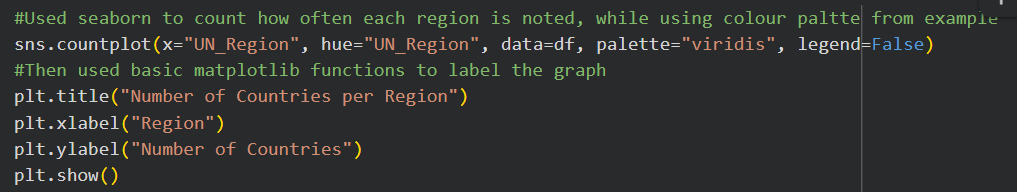 #Used seaborn to count how often each region is noted, while using colour paltte from example
sns.countplot(x="UN_Region", hue="UN_Region", data=df, palette="viridis", legend=False)
#Then used basic matplotlib functions to label the graph
plt.title("Number of Countries per Region")
plt.xlabel("Region")
plt.ylabel("Number of Countries")
plt.show()